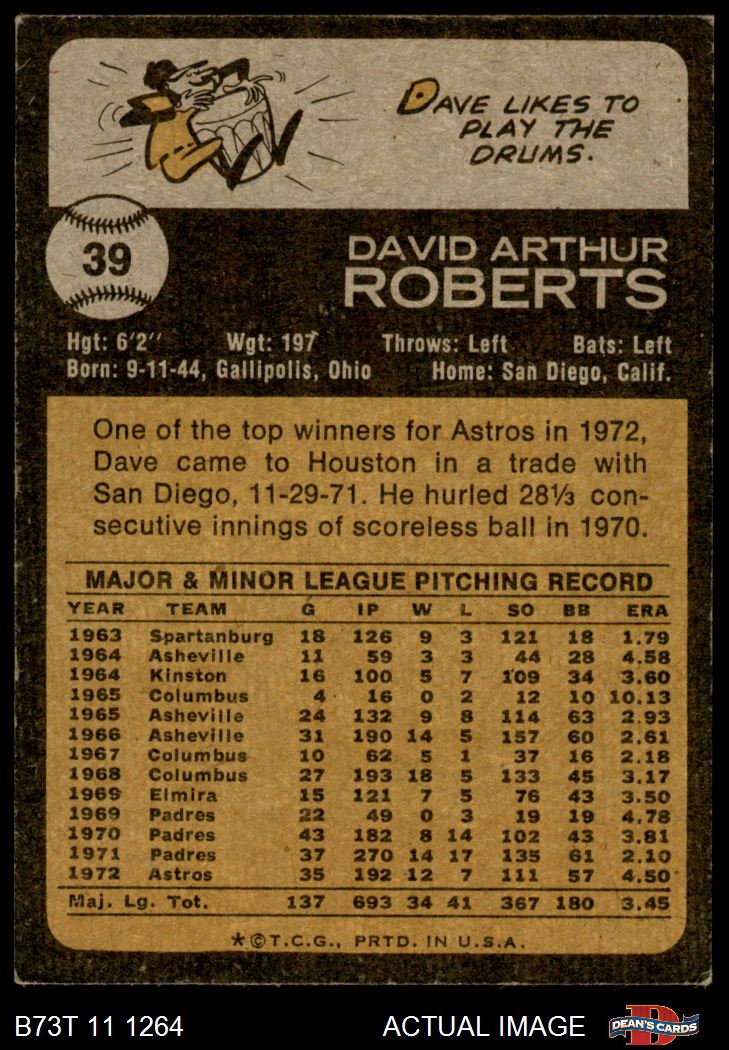 DAVE LIKES TO
PLAY THE
DRUMS.
39
DAVID ARTHUR
ROBERTS
Hgt: 6'2'' Wgt: 197 Throws: Left Bats: Left
Born: 9-11-44, Gallipolis, Ohio Home: San Diego, Calif.
One of the top winners for Astros in 1972,
Dave came to Houston in a trade with
San Diego, 11-29-71. He hurled 28⅓ con-
secutive innings of scoreless ball in 1970.
MAJOR & MINOR LEAGUE PITCHING RECORD
YEAR TEAM G IP W L SO BB ERA
1963 Spartanburg 18 126 9 3 121 18 1.79
1964 Asheville 11 59 3 3 44 28 4.58
1964 Kinston 16 100 5 7 109 34 3.60
1965 Columbus 4 16 0 2 12 10 10.13
1965 Asheville 24 132 9 8 114 63 2.93
1966 Asheville 31 190 14 5 157 60 2.61
1967 Columbus 10 62 5 1 37 16 2.18
1968 Columbus 27 193 18 5 133 45 3.17
1969 Elmira 15 121 7 5 76 43 3.50
1969 Padres 22 49 0 3 19 19 4.78
1970 Padres 43 182 8 14 102 43 3.81
1971 Padres 37 270 14 17 135 61 2.10
1972 Astros 35 192 12 7 111 57 4.50
Maj. Lg. Tot. 137 693 34 41 367 180 3.45
★©T.C.G., PRTD. IN U.S.A.
B73T 11 1264 ACTUAL IMAGE D DEAN'S CARDS